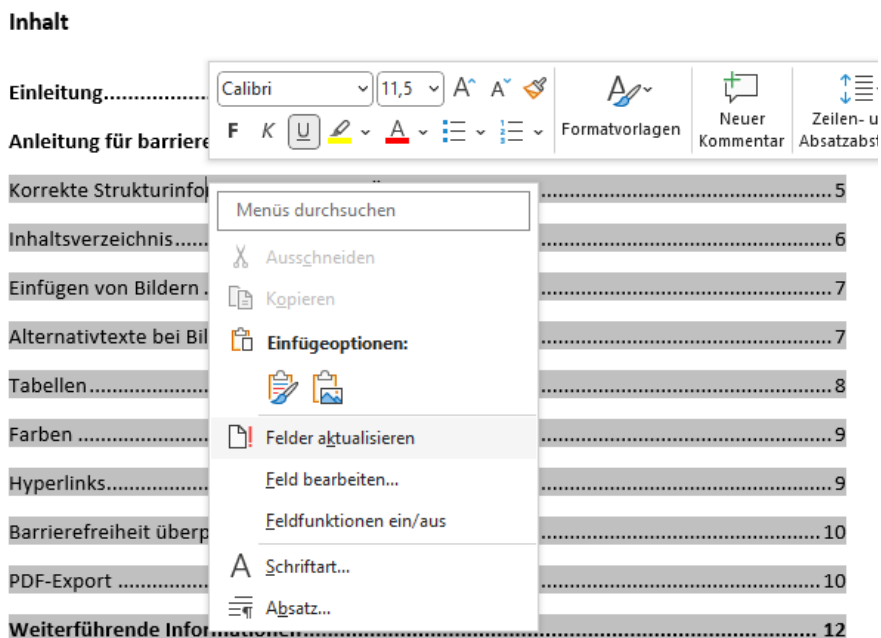 Inhalt
Calibri 11,5 A A
Formatvorlagen
Neuer
Kommentar
Zeilen- u
Absatzabst
F K U A
Einleitung
Anleitung für barriere
Korrekte Strukturinfo 5
Inhaltsverzeichnis 6
Einfügen von Bildern 7
Alternativtexte bei Bil 7
Tabellen 8
Farben 9
Hyperlinks 9
Barrierefreiheit überp 10
PDF-Export 10
Weiterführende Informationen 12
Menüs durchsuchen
Ausschneiden
Kopieren
Einfügeoptionen:
Felder aktualisieren
Feld bearbeiten...
Feldfunktionen ein/aus
A Schriftart...
Absatz...